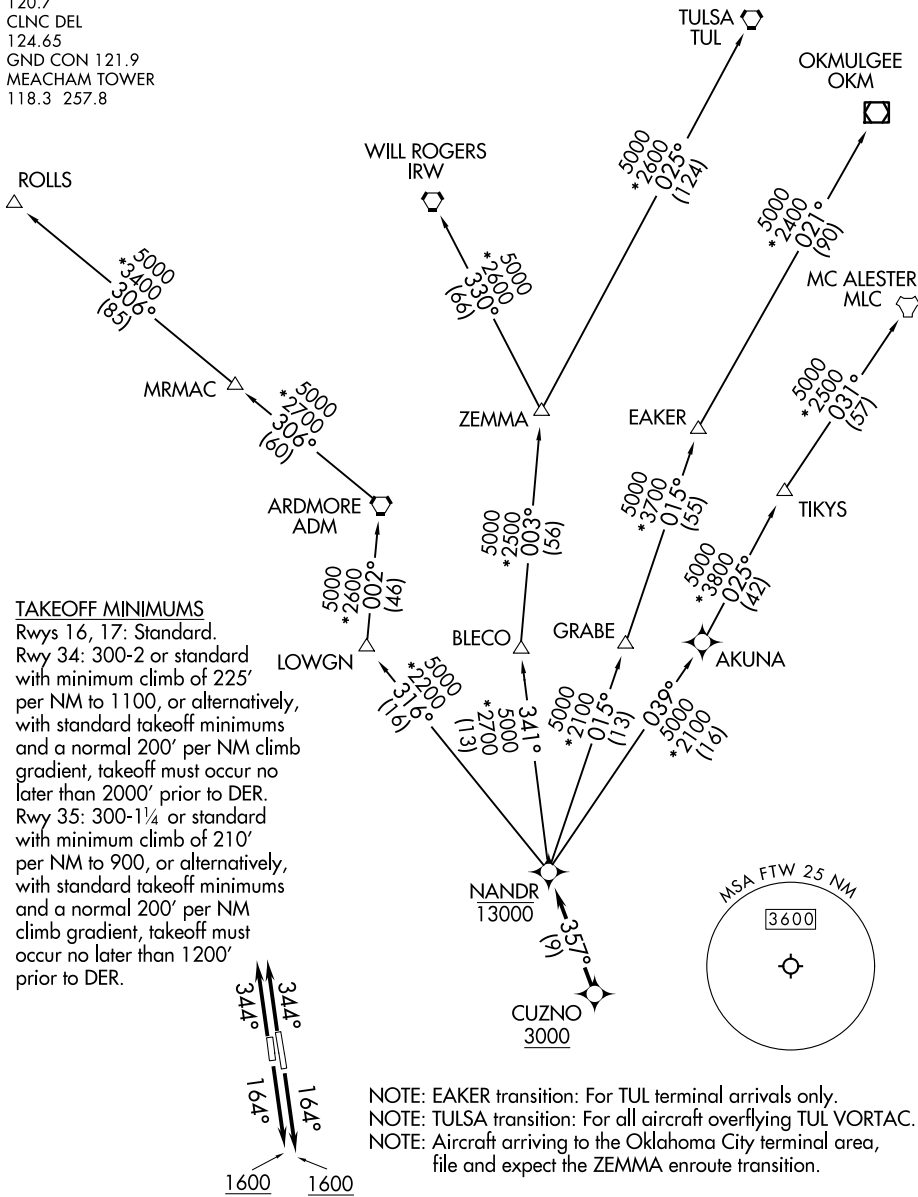 120.7
CLNC DEL
124.65
GND CON 121.9
MEACHAM TOWER
118.3 257.8
TULSA
TUL
OKMULGEE
OKM
WILL ROGERS
IRW
ROLLS
5000
*2600
025°
(124)
5000
*2400
021°
(90)
5000
*3400
306°
(85)
5000
*2600
330°
(66)
MC ALESTER
MLC
MRMAC
5000
*2700
306°
(60)
ZEMMA
EAKER
5000
*2500
031°
(57)
ARDMORE
ADM
5000
*2500
003°
(56)
5000
*3700
015°
(55)
TIKYS
5000
*2600
002°
(46)
5000
*3800
025°
(42)
TAKEOFF MINIMUMS
Rwys 16, 17: Standard.
Rwy 34: 300-2 or standard
with minimum climb of 225'
per NM to 1100, or alternatively,
with standard takeoff minimums
and a normal 200' per NM climb
gradient, takeoff must occur no
later than 2000' prior to DER.
Rwy 35: 300-1¼ or standard
with minimum climb of 210'
per NM to 900, or alternatively,
with standard takeoff minimums
and a normal 200' per NM
climb gradient, takeoff must
occur no later than 1200'
prior to DER.
LOWGN
BLECO
GRABE
AKUNA
5000
*2200
316°
(16)
341°
5000
*2700
(13)
5000
*2100
015°
(13)
039°
5000
*2100
(16)
NANDR
13000
357°
(9)
CUZNO
3000
MSA FTW 25 NM
3600
344°
344°
164°
164°
1600
1600
NOTE: EAKER transition: For TUL terminal arrivals only.
NOTE: TULSA transition: For all aircraft overflying TUL VORTAC.
NOTE: Aircraft arriving to the Oklahoma City terminal area,
file and expect the ZEMMA enroute transition.